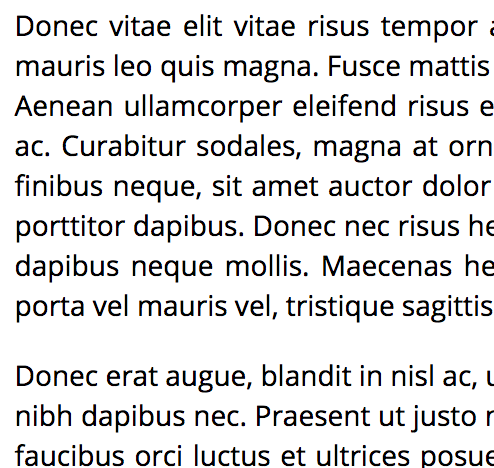 Donec vitae elit vitae risus tempor
mauris leo quis magna. Fusce mattis
Aenean ullamcorper eleifend risus e
ac. Curabitur sodales, magna at orn
finibus neque, sit amet auctor dolor
porttitor dapibus. Donec nec risus he
dapibus neque mollis. Maecenas he
porta vel mauris vel, tristique sagittis
Donec erat augue, blandit in nisl ac,
nibh dapibus nec. Praesent ut justo
faucibus orci luctus et ultrices posue